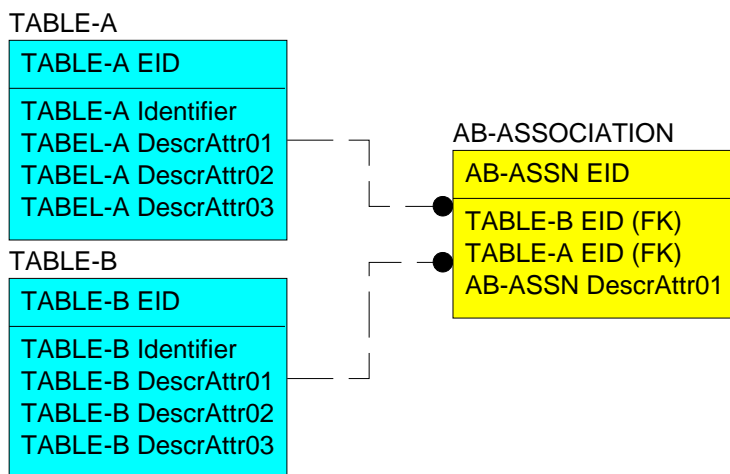 TABLE-A
TABLE-A EID
TABLE-A Identifier
TABEL-A DescrAttr01
TABEL-A DescrAttr02
TABEL-A DescrAttr03
TABLE-B
TABLE-B EID
TABLE-B Identifier
TABLE-B DescrAttr01
TABLE-B DescrAttr02
TABLE-B DescrAttr03
AB-ASSOCIATION
AB-ASSN EID
TABLE-B EID (FK)
TABLE-A EID (FK)
AB-ASSN DescrAttr01